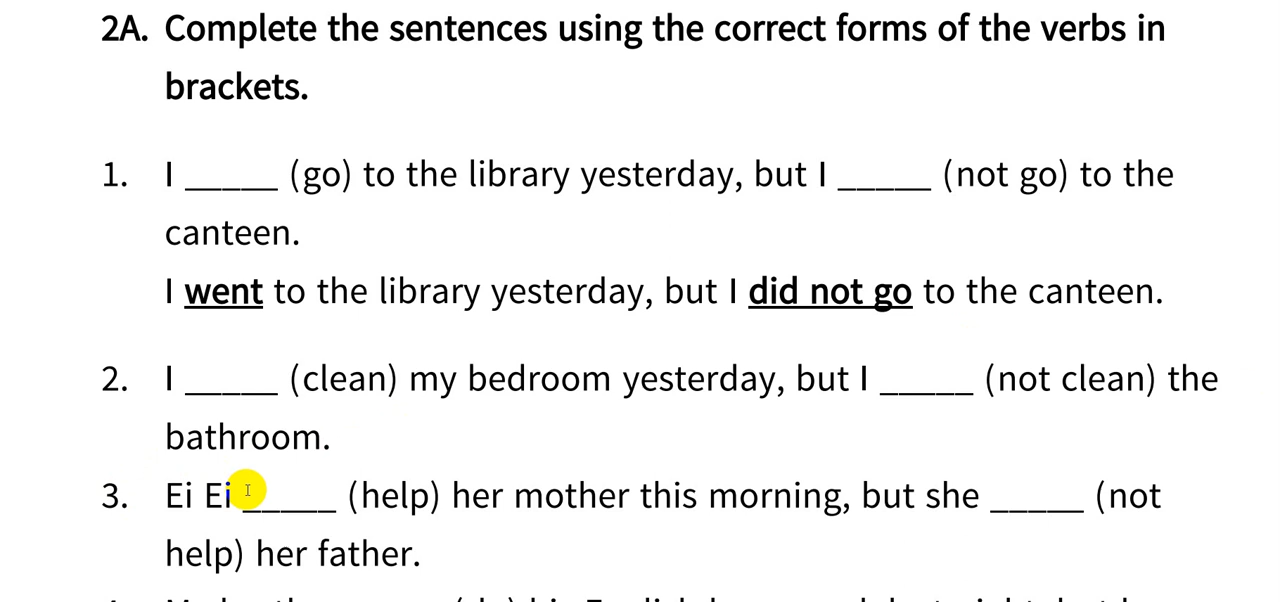 2A. Complete the sentences using the correct forms of the verbs in
brackets.
1. I _____ (go) to the library yesterday, but I _____ (not go) to the
canteen.
I went to the library yesterday, but I did not go to the canteen.
2. I _____ (clean) my bedroom yesterday, but I _____ (not clean) the
bathroom.
3. Ei Ei _____ (help) her mother this morning, but she _____ (not
help) her father.